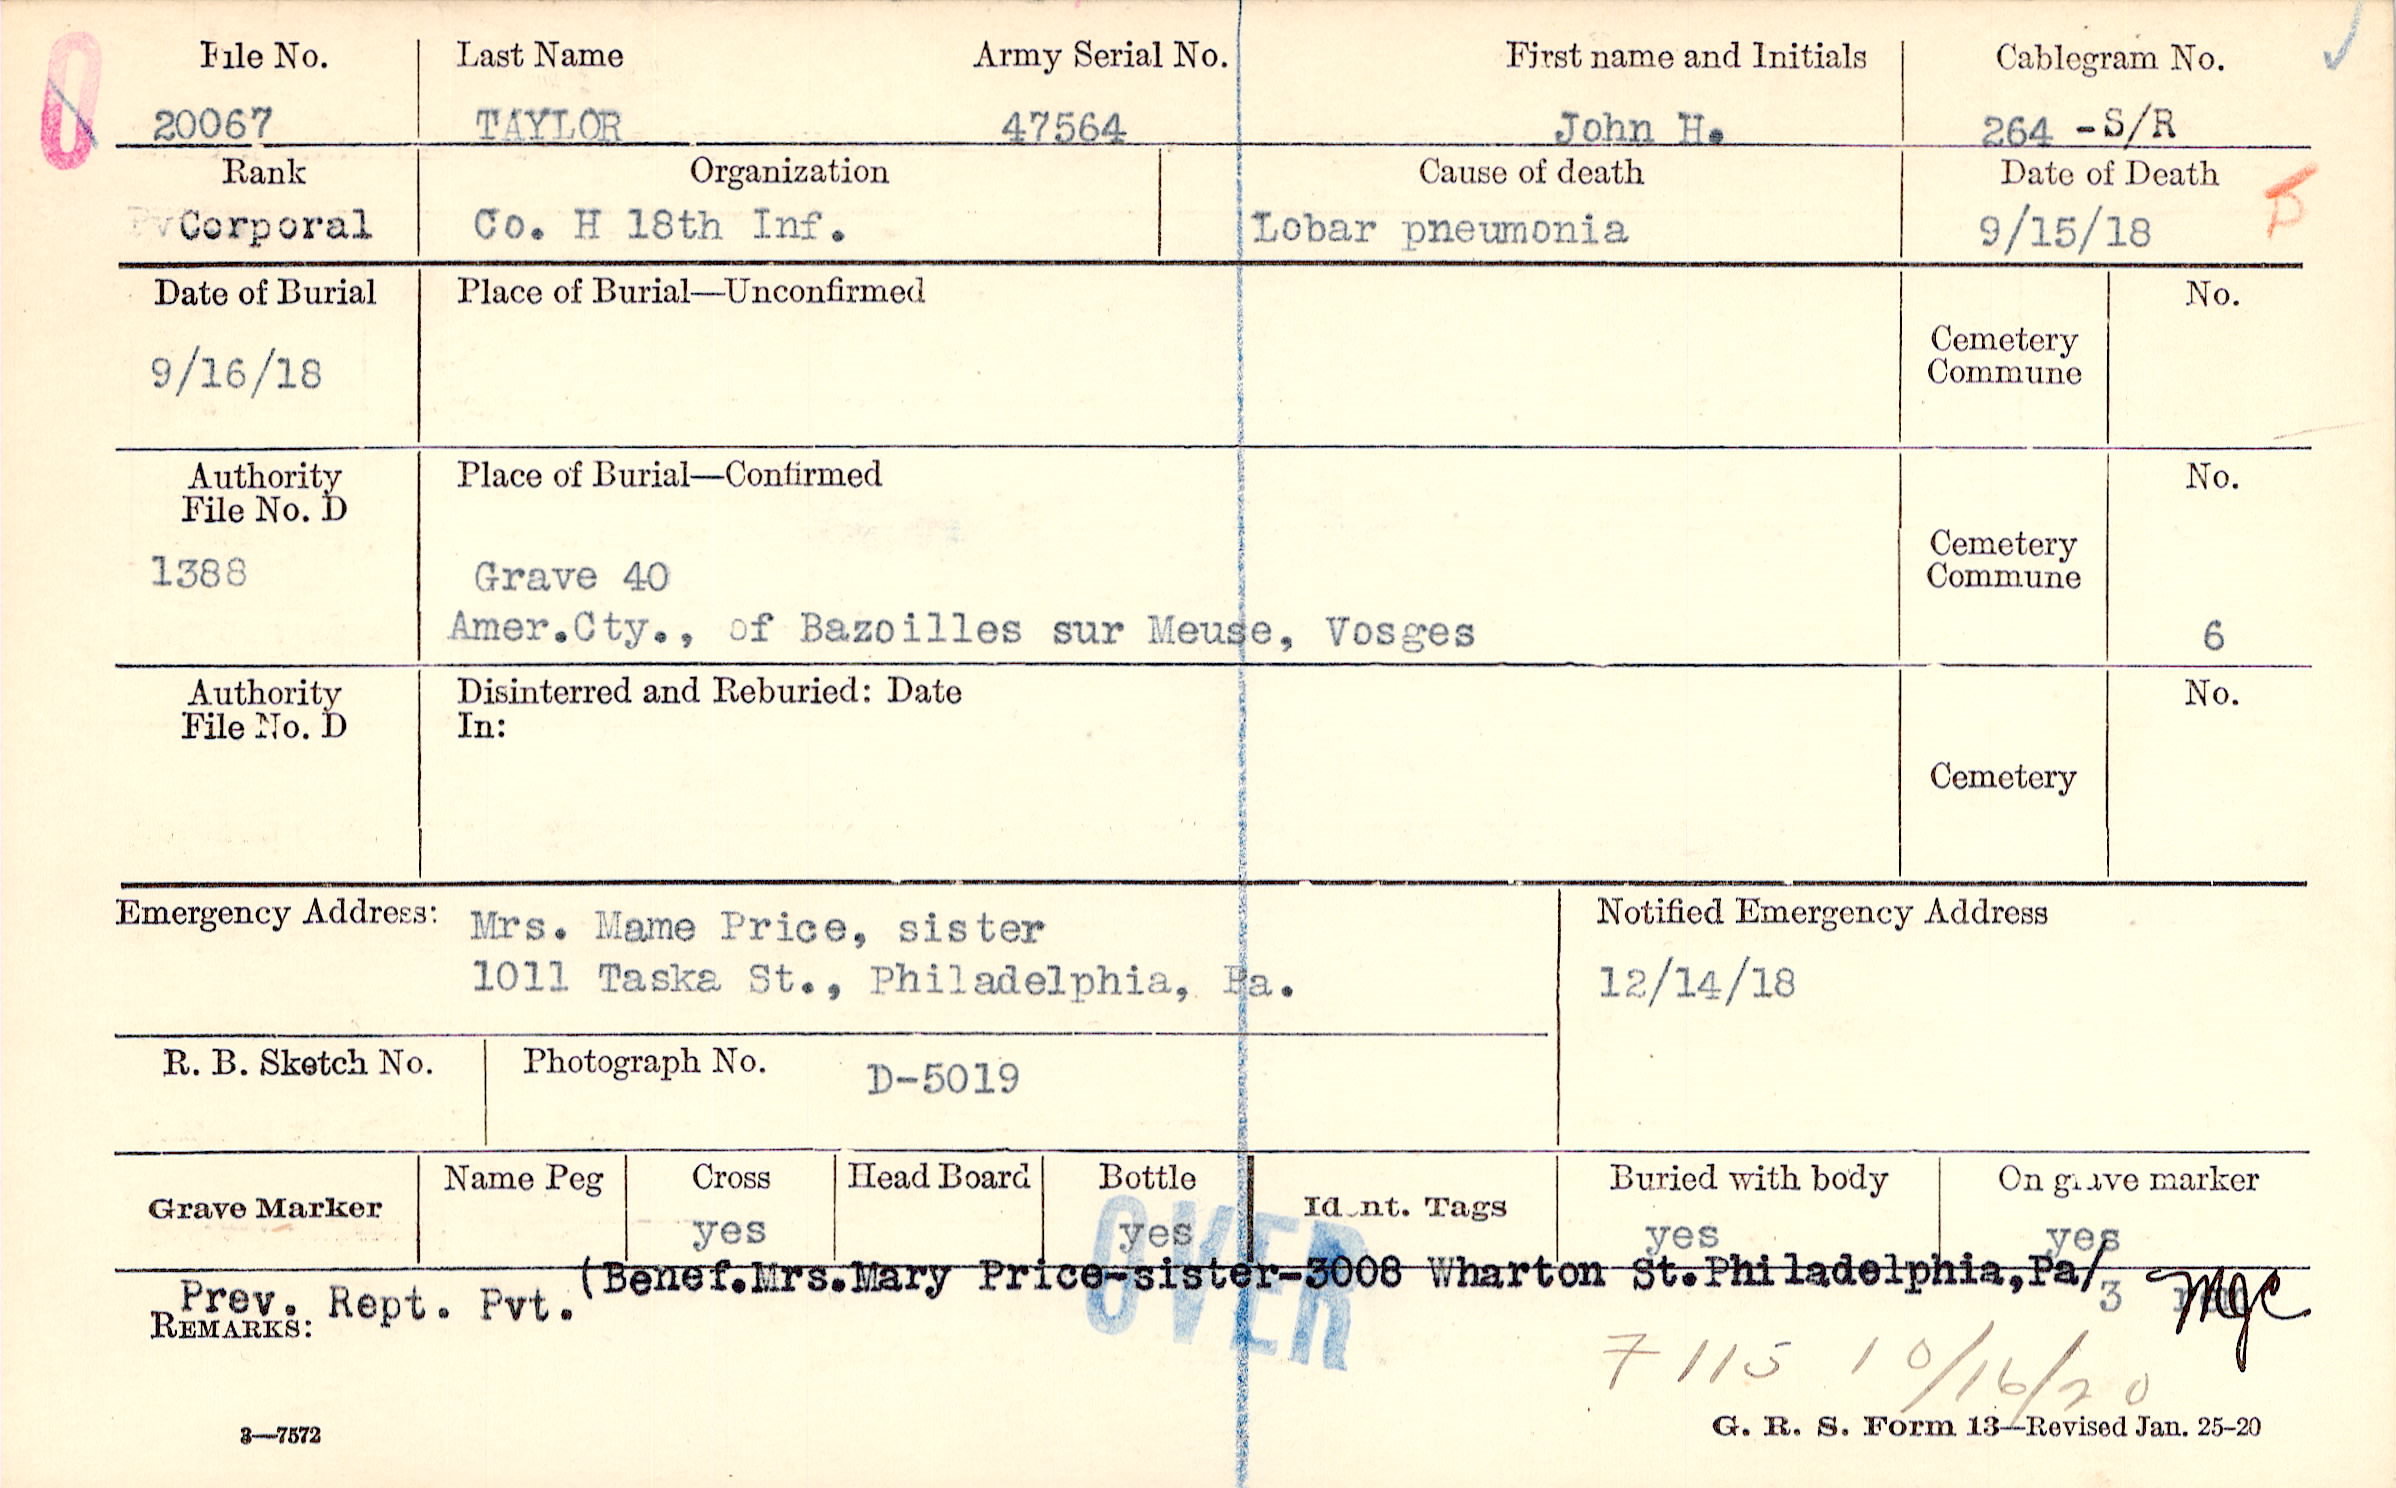 File No. Last Name Army Serial No. First name and Initials Cablegram No.
20067 TAYLOR 47564 John H. 264 -S/R
Rank Organization Cause of death Date of Death
Corporal Co. H 18th Inf. Lobar pneumonia 9/15/18
Date of Burial Place of Burial—Unconfirmed No.
Cemetery
Commune
9/16/18
Authority Place of Burial—Confirmed No.
File No. D
Cemetery
1388 Grave 40 Commune
Amer.Cty., of Bazoilles sur Meuse, Vosges 6
Authority Disinterred and Reburied: Date No.
File No. D In:
Cemetery
Emergency Address: Mrs. Mame Price, sister Notified Emergency Address
1011 Taska St., Philadelphia, Pa. 12/14/18
R. B. Sketch No. Photograph No. D-5019
Grave Marker Name Peg Cross Head Board Bottle Ident. Tags Buried with body On grave marker
yes yes yes yes
OVER
(Benef.Mrs.Mary Price-sister-3008 Wharton St.Philadelphia,Pa/
Prev. Rept. Pvt. 3 MJC
REMARKS:
7115 10/16/20
3—7572 G. R. S. Form 13—Revised Jan. 25-20